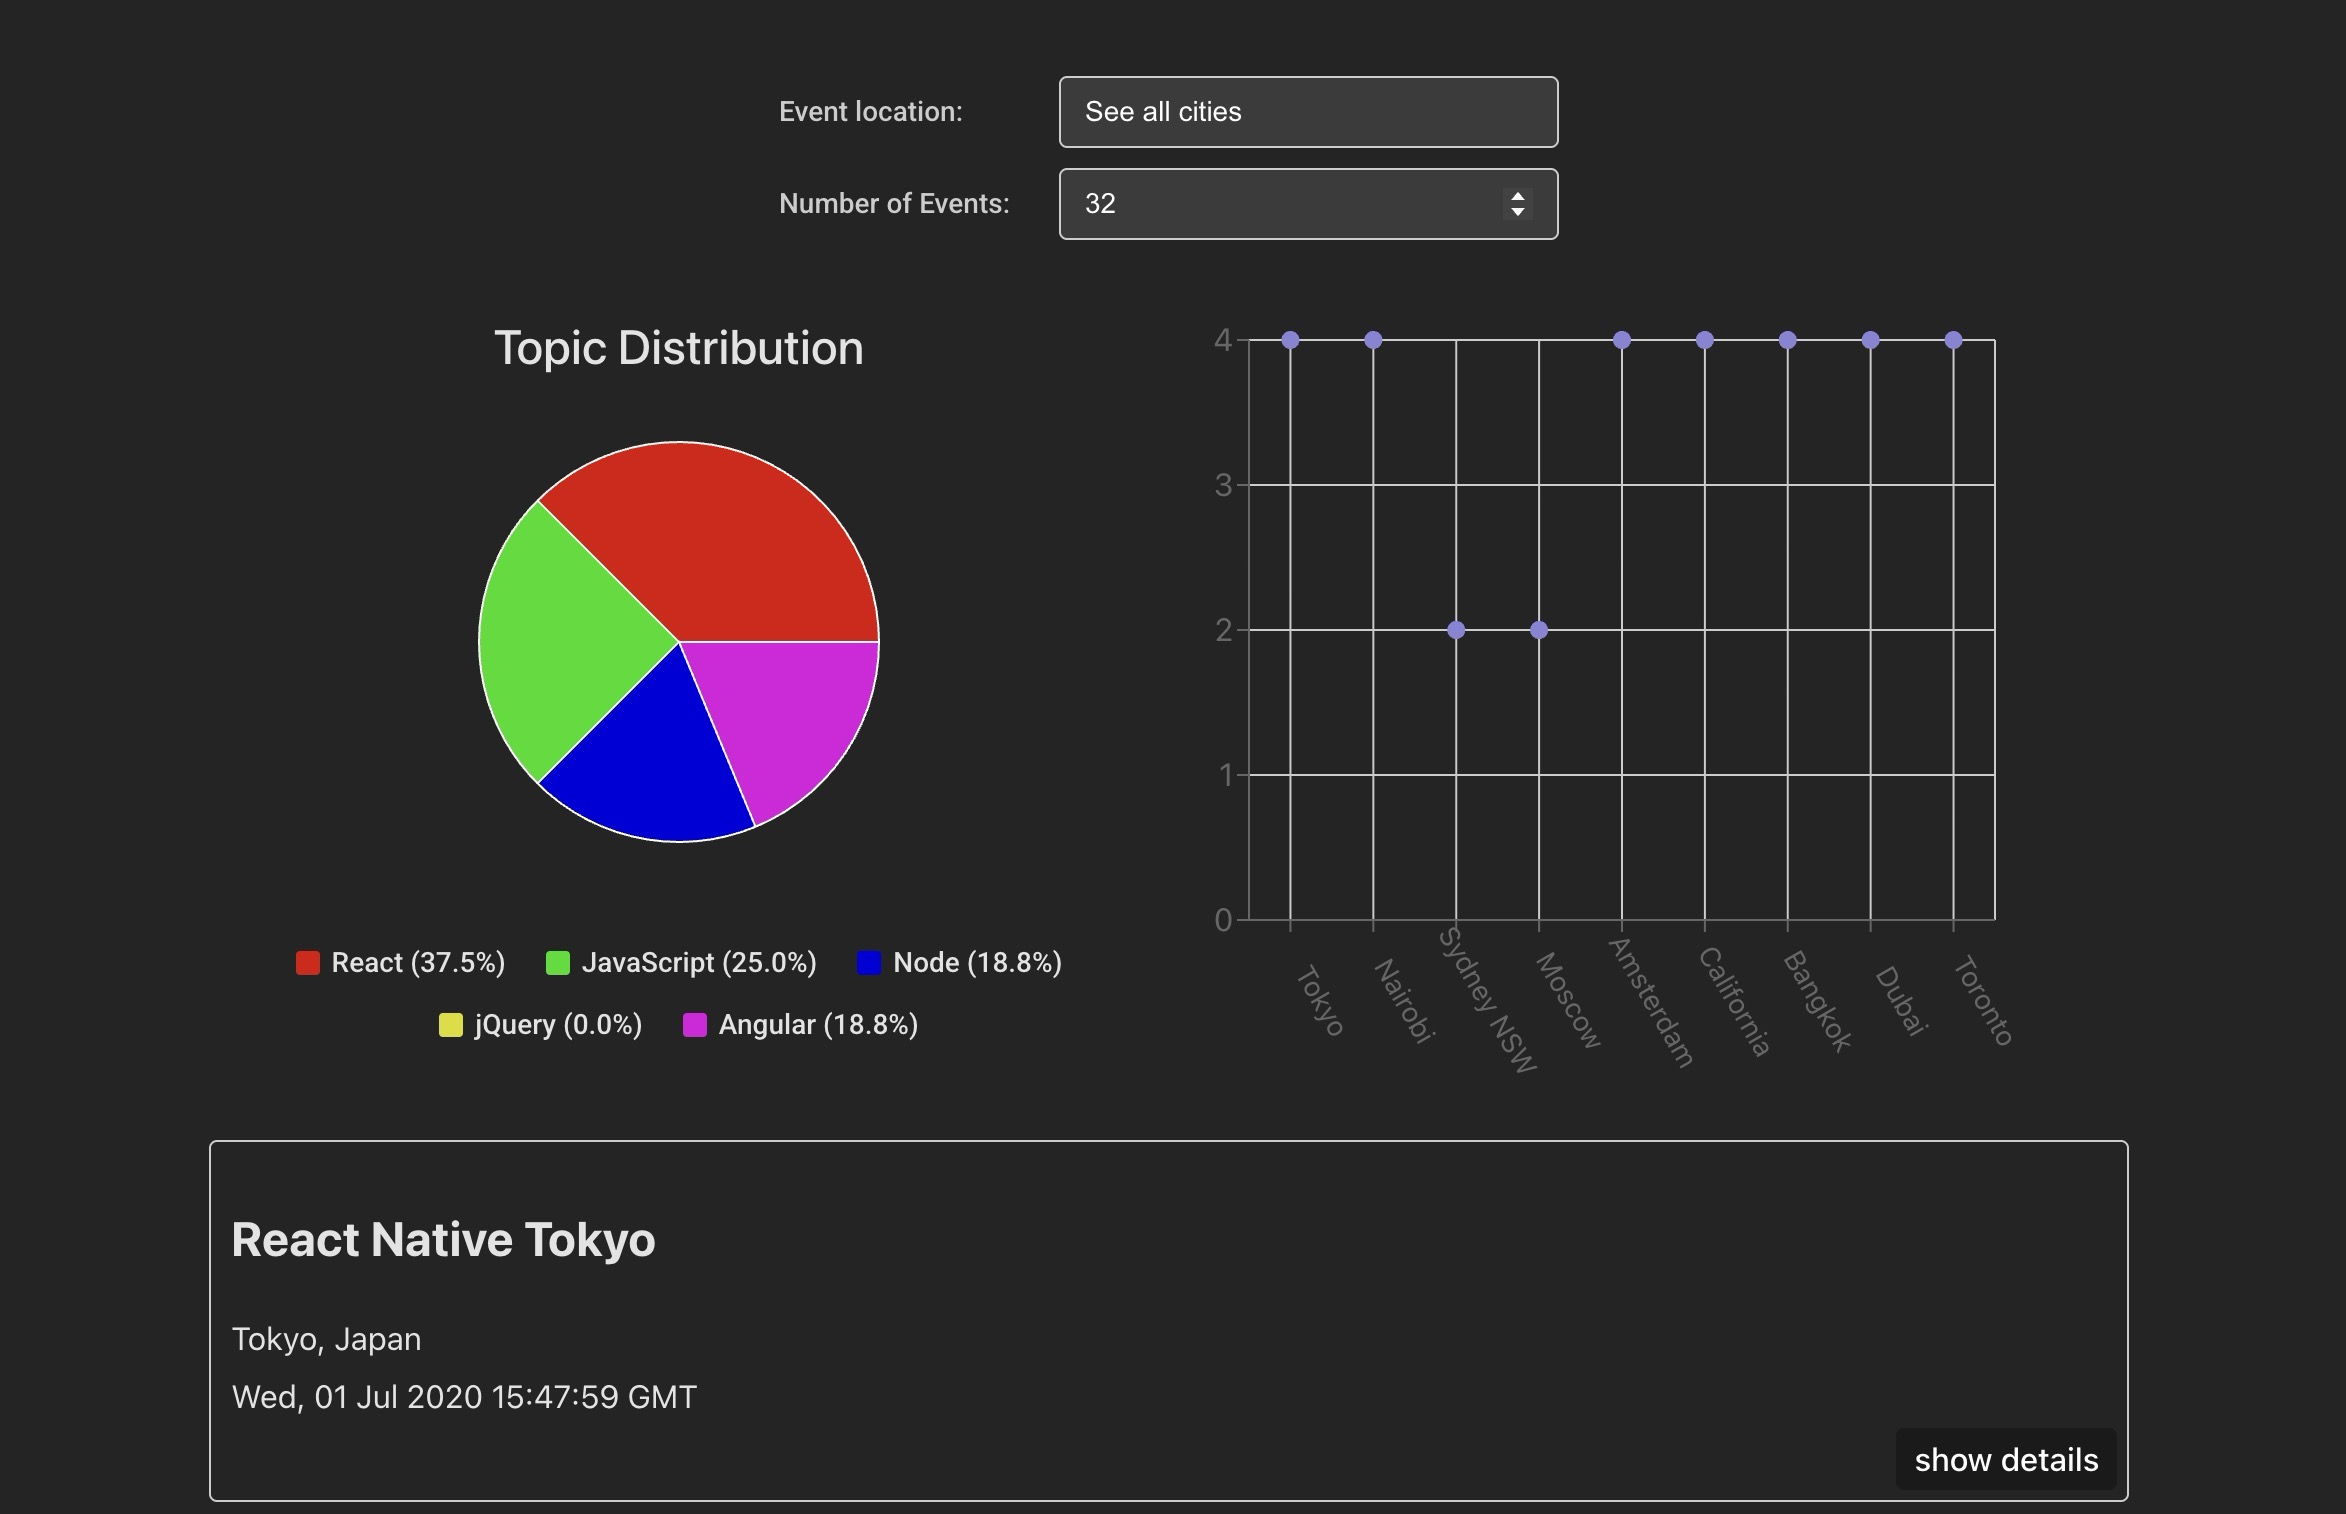 Event location:
See all cities
Number of Events:
32
Topic Distribution
React (37.5%)
JavaScript (25.0%)
Node (18.8%)
jQuery (0.0%)
Angular (18.8%)
4
3
2
1
0
Tokyo
Nairobi
Sydney NSW
Moscow
Amsterdam
California
Bangkok
Dubai
Toronto
React Native Tokyo
Tokyo, Japan
Wed, 01 Jul 2020 15:47:59 GMT
show details